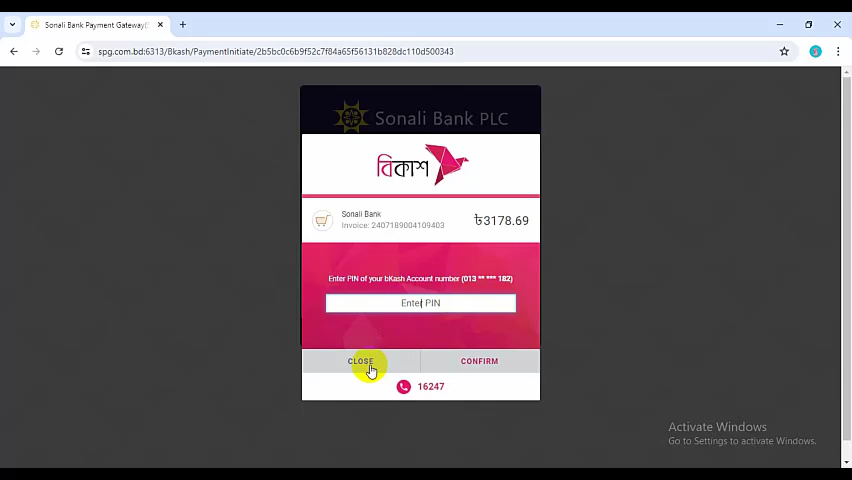 Sonali Bank Payment Gateway(
spg.com.bd:6313/Bkash/PaymentInitiate/2b5bc0c6b9f52c7f84a65f56131b828dc110d500343
Sonali Bank PLC
বিকাশ
Sonali Bank
Invoice: 2407189004109403
৳3178.69
Enter PIN of your bKash Account number (013 ** *** 182)
Enter PIN
CLOSE
CONFIRM
16247
Activate Windows
Go to Settings to activate Windows.